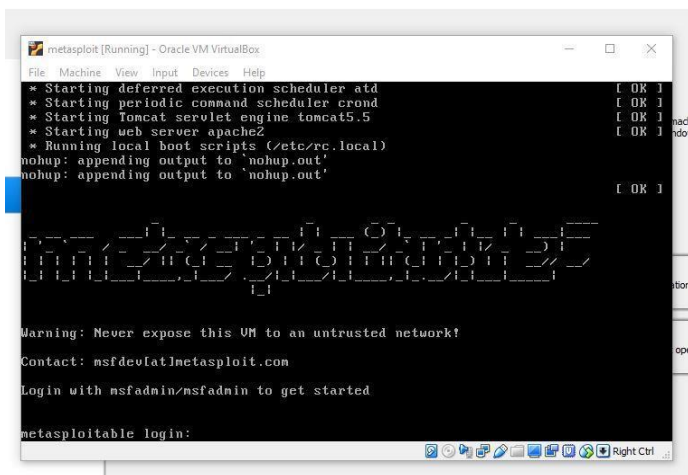 metasploit [Running] - Oracle VM VirtualBox
File Machine View Input Devices Help
* Starting deferred execution scheduler atd [ OK ]
* Starting periodic command scheduler crond [ OK ]
* Starting Tomcat servlet engine tomcat5.5 [ OK ]
* Starting web server apache2 [ OK ]
* Running local boot scripts (/etc/rc.local)
nohup: appending output to `nohup.out'
nohup: appending output to `nohup.out'
[ OK ]
metasploitable2
Warning: Never expose this VM to an untrusted network!
Contact: msfdev[at]metasploit.com
Login with msfadmin/msfadmin to get started
metasploitable login:
Right Ctrl